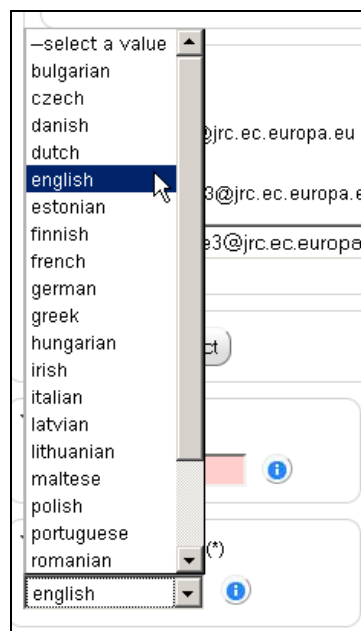 --select a value
bulgarian
czech
danish
dutch
@jrc.ec.europa.eu
english
estonian
3@jrc.ec.europa.e
finnish
french
e3@jrc.ec.europa
german
greek
hungarian
ct
irish
italian
latvian
lithuanian
maltese
polish
portuguese
romanian
(*)
english